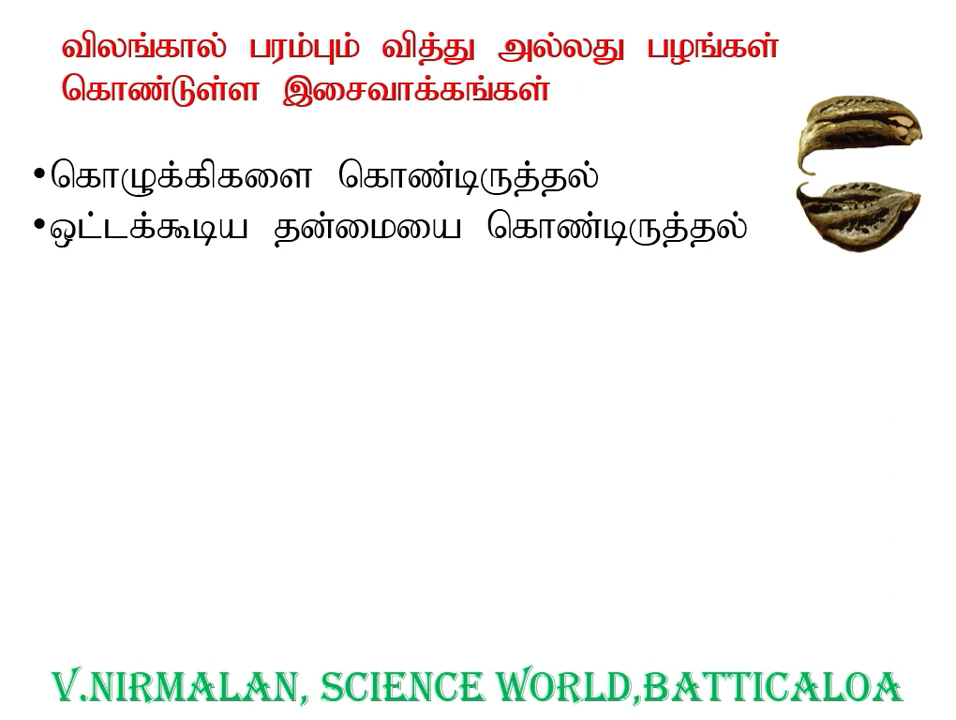 விலங்கால் பரம்பும் வித்து அல்லது பழங்கள்
கொண்டுள்ள இசைவாக்கங்கள்
•கொழுக்கிகளை கொண்டிருத்தல்
•ஒட்டக்கூடிய தன்மையை கொண்டிருத்தல்
V.NIRMALAN, SCIENCE WORLD,BATTICALOA